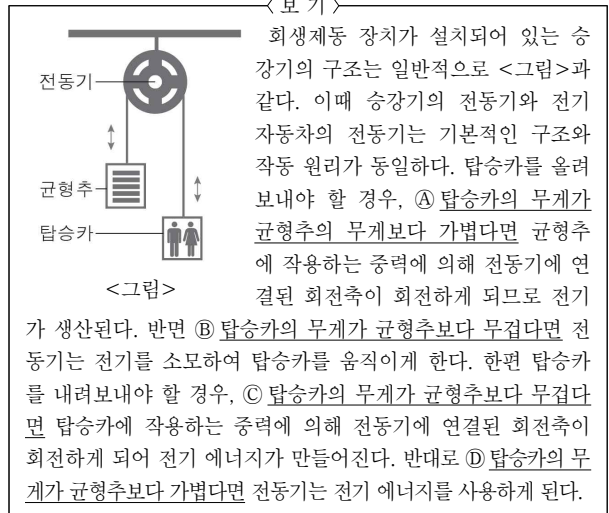 〈보 기〉
회생제동 장치가 설치되어 있는 승
강기의 구조는 일반적으로 <그림>과
같다. 이때 승강기의 전동기와 전기
자동차의 전동기는 기본적인 구조와
작동 원리가 동일하다. 탑승카를 올려
보내야 할 경우, Ⓐ 탑승카의 무게가
균형추의 무게보다 가볍다면 균형추
에 작용하는 중력에 의해 전동기에 연
결된 회전축이 회전하게 되므로 전기
전동기
균형추
탑승카
<그림>
가 생산된다. 반면 Ⓑ 탑승카의 무게가 균형추보다 무겁다면 전
동기는 전기를 소모하여 탑승카를 움직이게 한다. 한편 탑승카
를 내려보내야 할 경우, Ⓒ 탑승카의 무게가 균형추보다 무겁다
면 탑승카에 작용하는 중력에 의해 전동기에 연결된 회전축이
회전하게 되어 전기 에너지가 만들어진다. 반대로 Ⓓ 탑승카의 무
게가 균형추보다 가볍다면 전동기는 전기 에너지를 사용하게 된다.